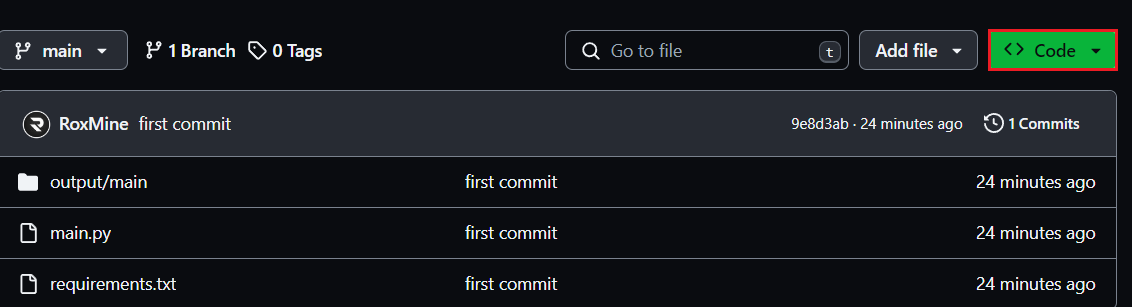 main 1 Branch 0 Tags Go to file t Add file <> Code
RoxMine first commit 9e8d3ab · 24 minutes ago 1 Commits
output/main first commit 24 minutes ago
main.py first commit 24 minutes ago
requirements.txt first commit 24 minutes ago